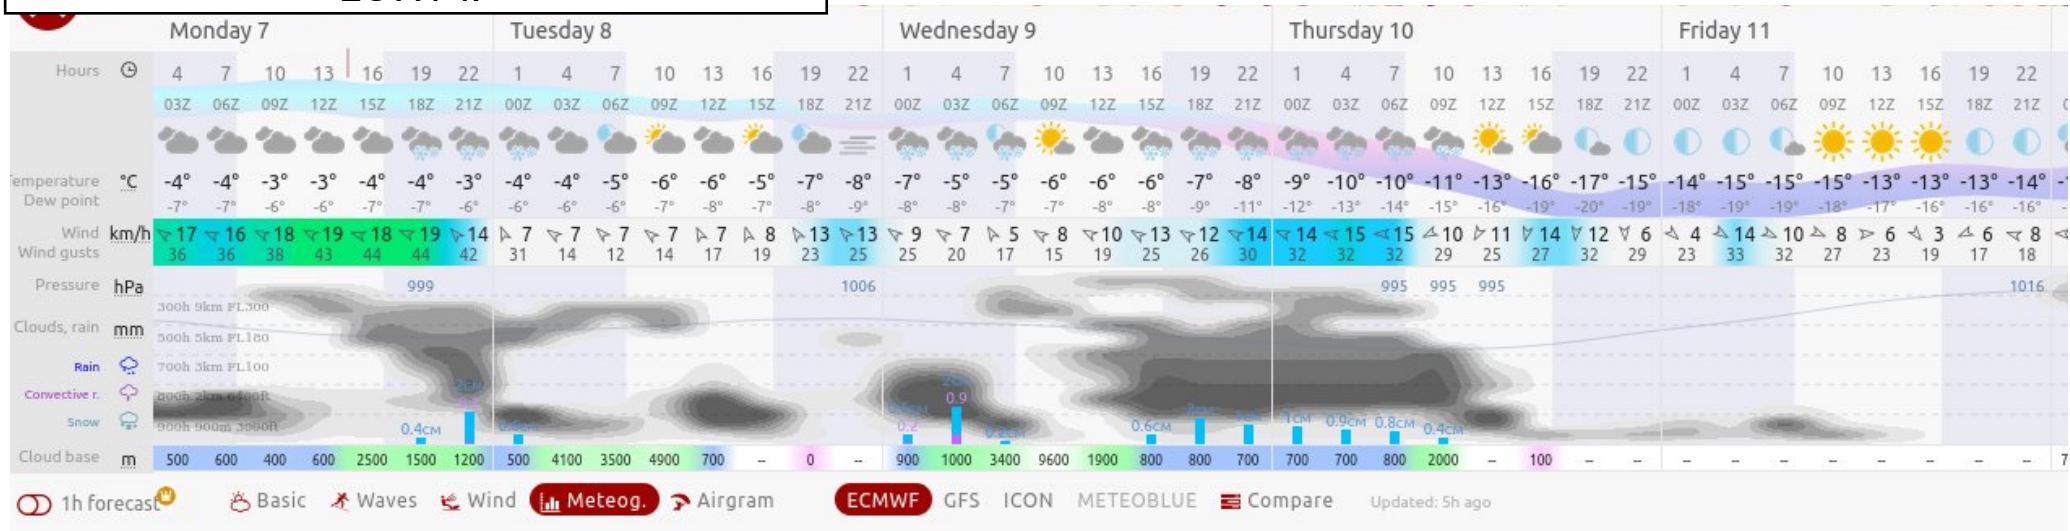 Monday 7 Tuesday 8 Wednesday 9 Thursday 10 Friday 11
Hours 4 7 10 13 16 19 22 1 4 7 10 13 16 19 22 1 4 7 10 13 16 19 22 1 4 7 10 13 16 19 22 1 4 7 10 13 16 19 22
03Z 06Z 09Z 12Z 15Z 18Z 21Z 00Z 03Z 06Z 09Z 12Z 15Z 18Z 21Z 00Z 03Z 06Z 09Z 12Z 15Z 18Z 21Z 00Z 03Z 06Z 09Z 12Z 15Z 18Z 21Z 00Z 03Z 06Z 09Z 12Z 15Z 18Z 21Z
Temperature °C -4° -4° -3° -3° -4° -4° -3° -4° -4° -5° -6° -6° -5° -7° -8° -7° -5° -5° -6° -6° -6° -7° -8° -9° -10° -10° -11° -13° -16° -17° -15° -14° -15° -15° -15° -13° -13° -13° -14°
Dew point -7° -7° -6° -6° -7° -7° -6° -6° -6° -6° -7° -8° -7° -8° -9° -8° -8° -7° -7° -8° -8° -9° -11° -12° -13° -14° -15° -16° -19° -20° -19° -18° -19° -19° -18° -17° -16° -16° -16°
Wind km/h 17 16 18 19 18 19 14 7 7 7 7 7 8 13 13 9 7 5 8 10 13 12 14 14 15 15 10 11 14 12 6 4 14 10 8 6 3 6 8
Wind gusts 36 36 38 43 44 44 42 31 14 12 14 17 19 23 25 25 20 17 15 19 25 26 30 32 32 32 29 25 27 32 29 23 33 32 27 23 19 17 18
Pressure hPa 999 1006 995 995 995 1016
300h 9km FL300
Clouds, rain mm
500h 5km FL180
Rain 700h 3km FL100
Convective r. 800h 2km 6400ft 0.9
Snow 900h 900m 3000ft 0.4см 0.2 0.2см 0.6см 1см 0.9см 0.8см 0.4см
Cloud base m 500 600 400 600 2500 1500 1200 500 4100 3500 4900 700 -- 0 -- 900 1000 3400 9600 1900 800 800 700 700 700 800 2000 -- 100 -- -- -- -- -- -- -- -- -- --
1h forecast Basic Waves Wind Meteog. Airgram ECMWF GFS ICON METEOBLUE Compare Updated: 5h ago